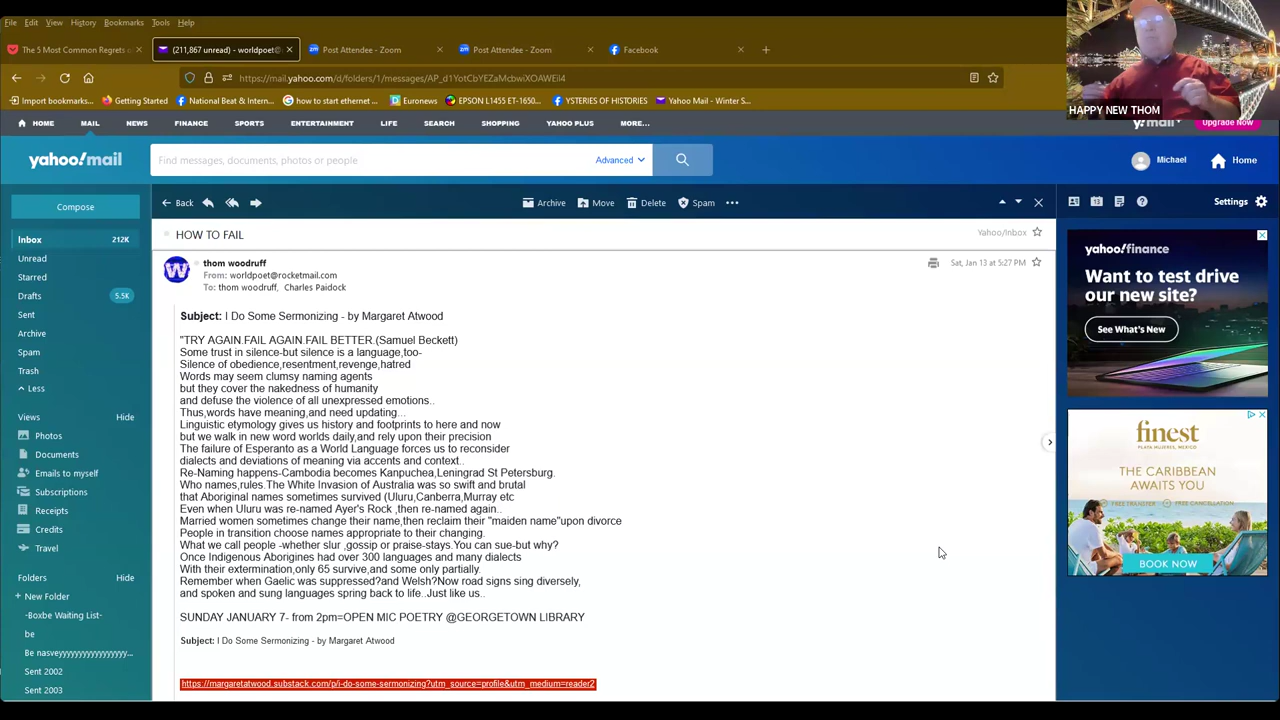 File Edit View History Bookmarks Tools Help
The 5 Most Common Regrets
(211,867 unread) - worldpoet@
Post Attendee - Zoom
Post Attendee - Zoom
Facebook
https://mail.yahoo.com/d/folders/1/messages/AP_d1YotCbYEZaMcbwiXOAWEil4
Import bookmarks... Getting Started National Beat & Intern... how to start ethernet ... Euronews EPSON L1455 ET-1650... YSTERIES OF HISTORIES Yahoo Mail - Winter S...
HAPPY NEW THOM
HOME MAIL NEWS FINANCE SPORTS ENTERTAINMENT LIFE SEARCH SHOPPING YAHOO PLUS MORE...
Upgrade Now
yahoo!mail
Find messages, documents, photos or people
Advanced
Michael
Home
Compose
Back
Archive Move Delete Spam
Settings
Inbox 212K
Unread
Starred
Drafts 5.5K
Sent
Archive
Spam
Trash
Less
Views Hide
Photos
Documents
Emails to myself
Subscriptions
Receipts
Credits
Travel
Folders Hide
+ New Folder
-Boxbe Waiting List-
be
Be nasveyyyyyyyyyyyyyyyyy...
Sent 2002
Sent 2003
HOW TO FAIL
Yahoo/Inbox
thom woodruff
From: worldpoet@rocketmail.com
To: thom woodruff, Charles Paidock
Sat, Jan 13 at 5:27 PM
Subject: I Do Some Sermonizing - by Margaret Atwood
"TRY AGAIN.FAIL AGAIN.FAIL BETTER.(Samuel Beckett)
Some trust in silence-but silence is a language,too-
Silence of obedience,resentment,revenge,hatred
Words may seem clumsy naming agents
but they cover the nakedness of humanity
and defuse the violence of all unexpressed emotions..
Thus,words have meaning,and need updating...
Linguistic etymology gives us history and footprints to here and now
but we walk in new word worlds daily,and rely upon their precision
The failure of Esperanto as a World Language forces us to reconsider
dialects and deviations of meaning via accents and context..
Re-Naming happens-Cambodia becomes Kanpuchea,Leningrad St Petersburg.
Who names,rules.The White Invasion of Australia was so swift and brutal
that Aboriginal names sometimes survived (Uluru,Canberra,Murray etc
Even when Uluru was re-named Ayer's Rock ,then re-named again..
Married women sometimes change their name,then reclaim their "maiden name"upon divorce
People in transition choose names appropriate to their changing.
What we call people -whether slur ,gossip or praise-stays.You can sue-but why?
Once Indigenous Aborigines had over 300 languages and many dialects
With their extermination,only 65 survive,and some only partially.
Remember when Gaelic was suppressed?and Welsh?Now road signs sing diversely,
and spoken and sung languages spring back to life..Just like us..
SUNDAY JANUARY 7- from 2pm=OPEN MIC POETRY @GEORGETOWN LIBRARY
Subject: I Do Some Sermonizing - by Margaret Atwood
https://margaretatwood.substack.com/p/i-do-some-sermonizing?utm_source=profile&utm_medium=reader2
yahoo!finance
Want to test drive
our new site?
See What's New
finest
PLAYA MUJERES, MEXICO
THE CARIBBEAN
AWAITS YOU
FREE TRANSFER FREE CANCELLATION
BOOK NOW